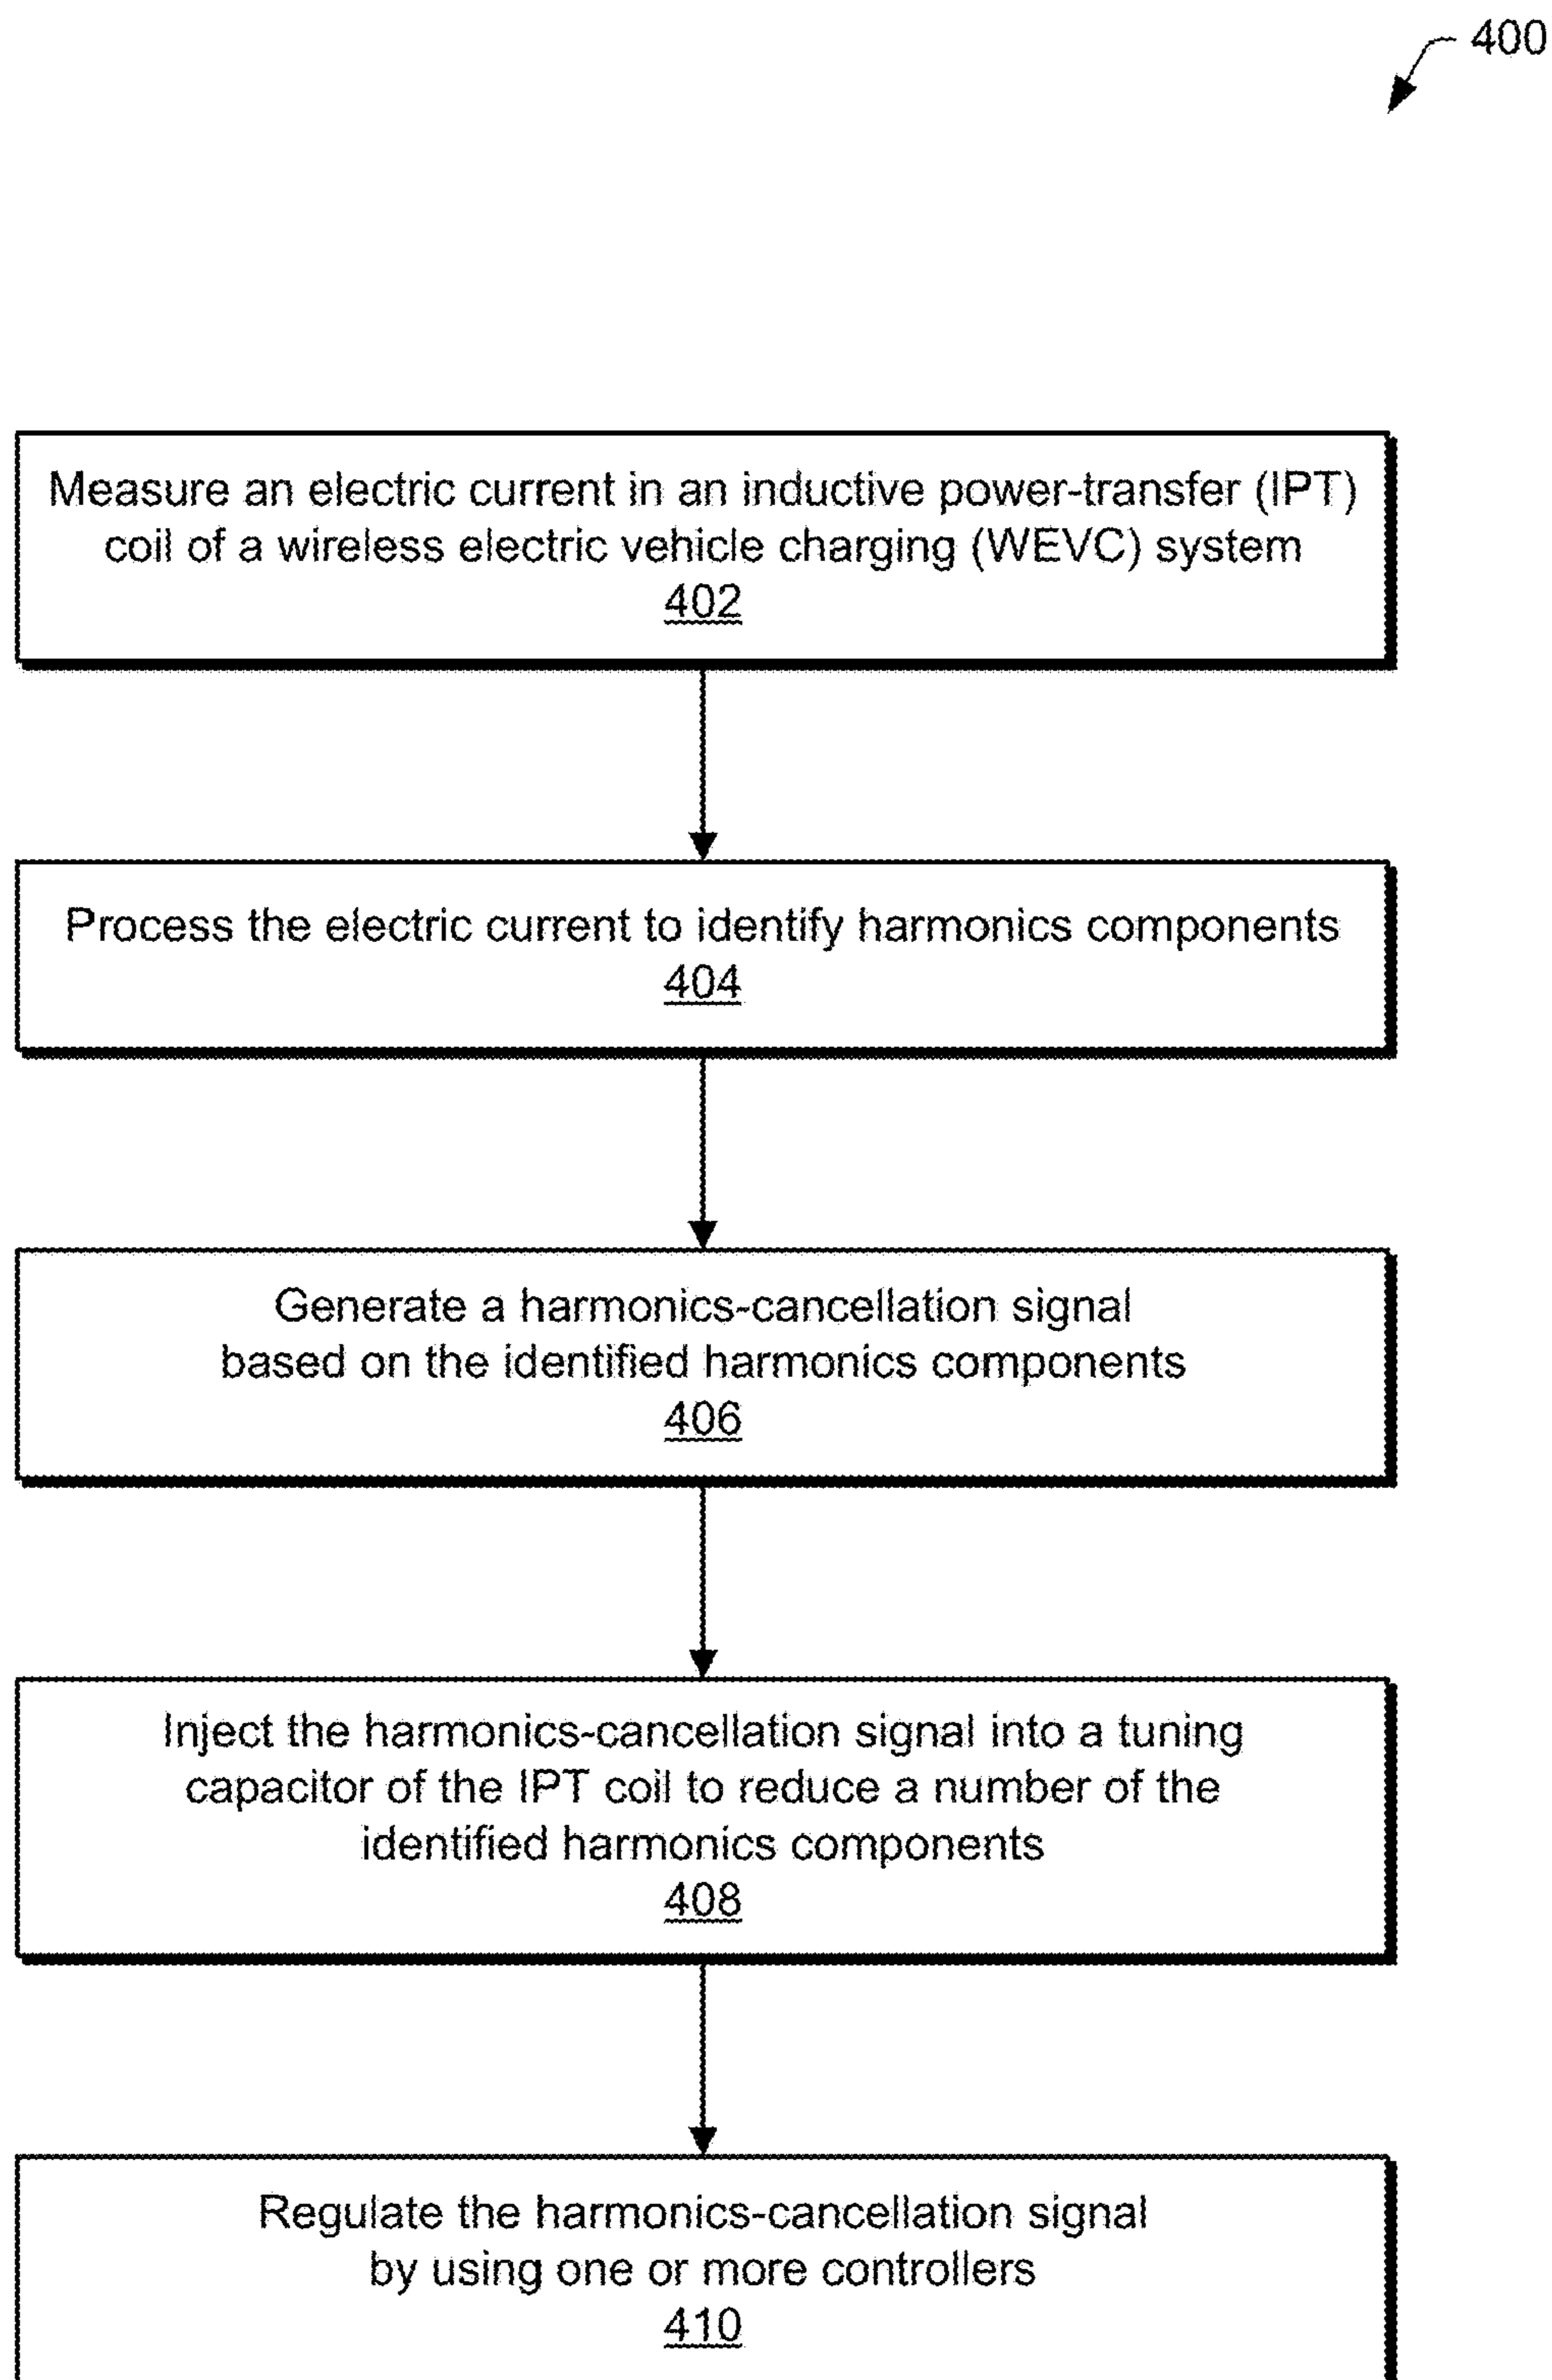 400
Measure an electric current in an inductive power-transfer (IPT)
coil of a wireless electric vehicle charging (WEVC) system
402
Process the electric current to identify harmonics components
404
Generate a harmonics-cancellation signal
based on the identified harmonics components
406
Inject the harmonics-cancellation signal into a tuning
capacitor of the IPT coil to reduce a number of the
identified harmonics components
408
Regulate the harmonics-cancellation signal
by using one or more controllers
410